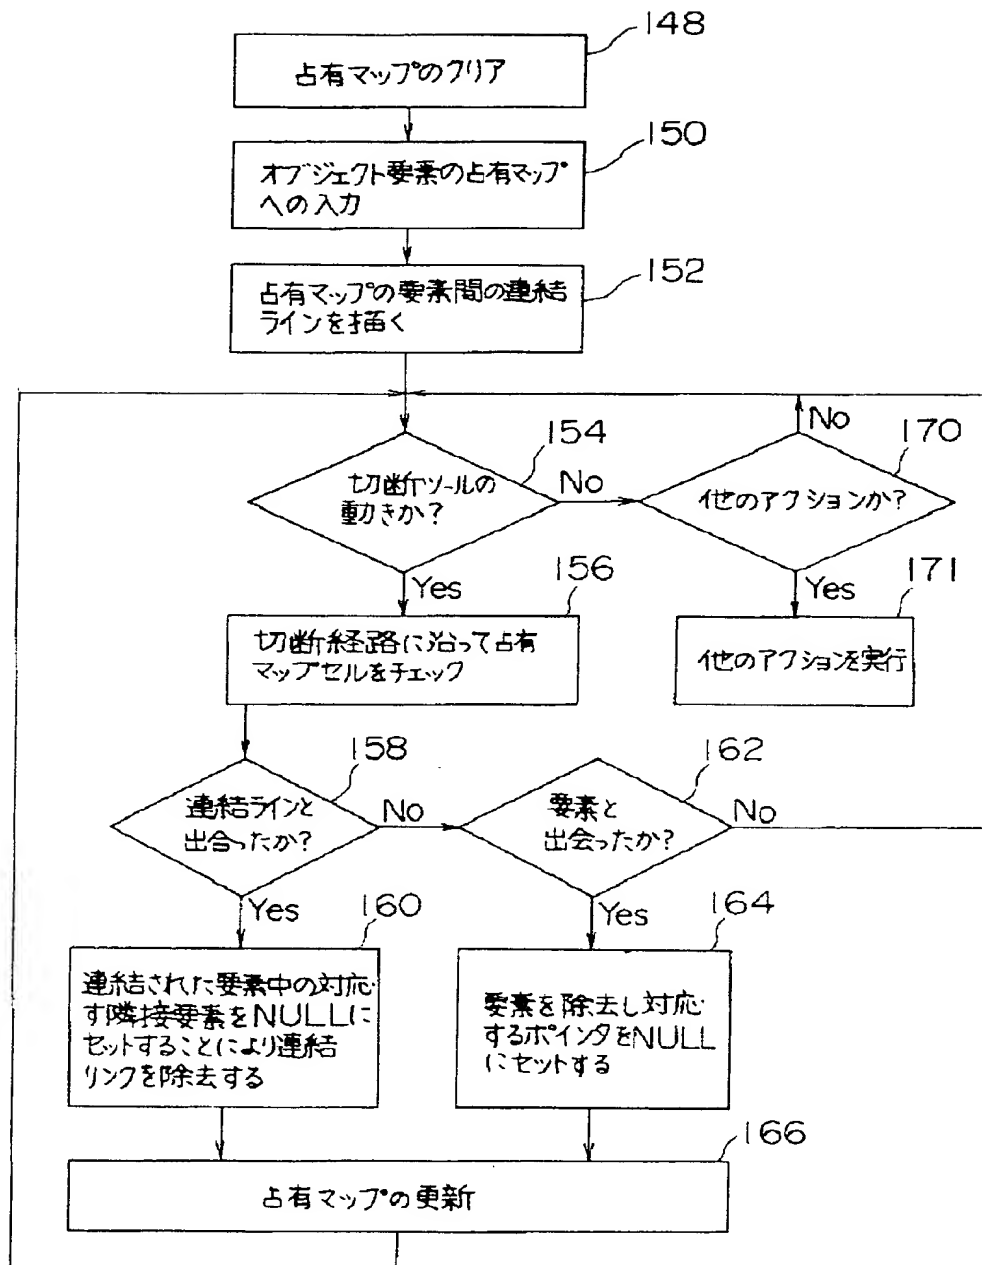 148
占有マップのクリア
150
オブジェクト要素の占有マップ
への入力
152
占有マップの要素間の連結
ラインを描く
No
154
170
切断ツールの
動きか?
No
他のアクションか?
Yes
156
Yes
171
切断経路に沿って占有
マップセルをチェック
他のアクションを実行
158
162
連結ラインと
出合ったか?
No
要素と
出会ったか?
No
Yes
160
Yes
164
連結された要素中の対応
す隣接要素をNULLに
セットすることにより連結
リンクを除去する
要素を除去し対応
するポインタをNULL
にセットする
166
占有マップの更新